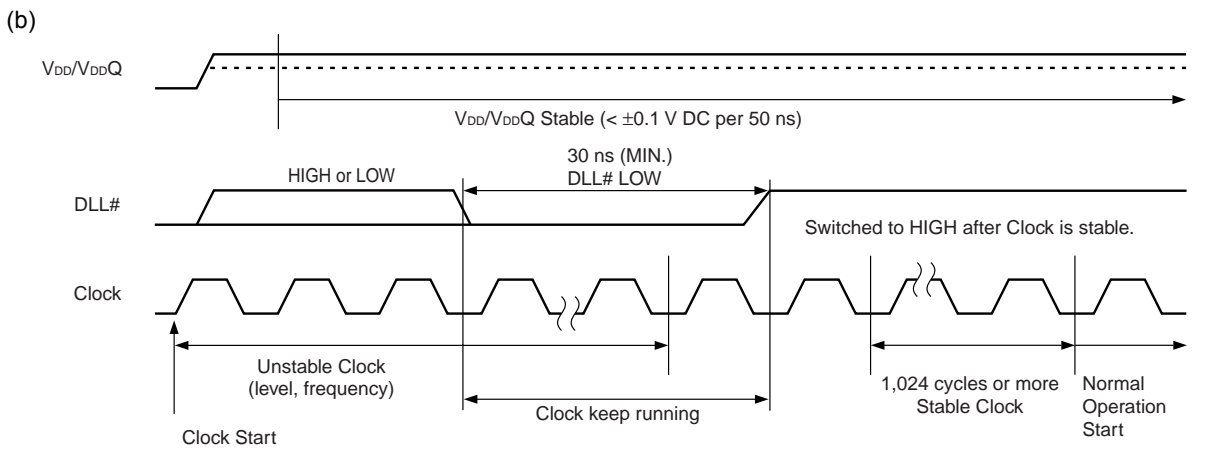 (b)
VDD/VDDQ
VDD/VDDQ Stable (< ±0.1 V DC per 50 ns)
30 ns (MIN.)
DLL# LOW
HIGH or LOW
DLL#
Switched to HIGH after Clock is stable.
Clock
Unstable Clock
(level, frequency)
Clock keep running
1,024 cycles or more
Stable Clock
Normal
Operation
Start
Clock Start